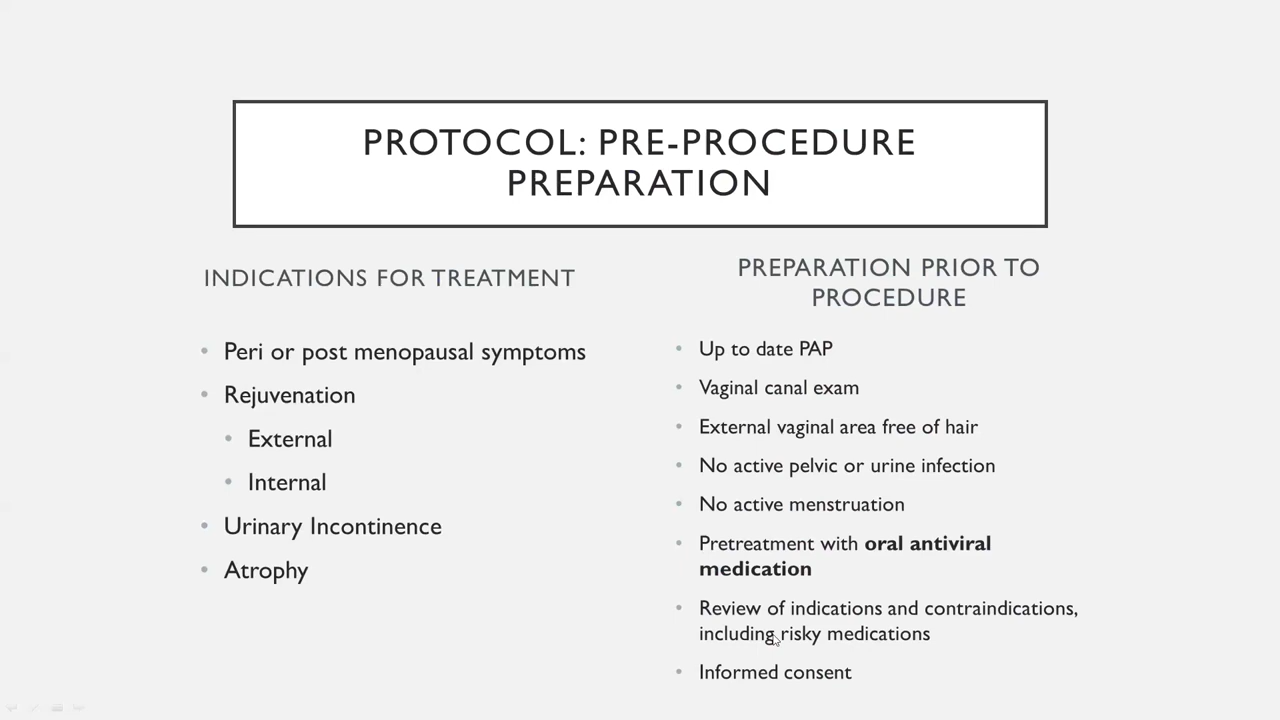 PROTOCOL: PRE-PROCEDURE
PREPARATION
INDICATIONS FOR TREATMENT
• Peri or post menopausal symptoms
• Rejuvenation
• External
• Internal
• Urinary Incontinence
• Atrophy
PREPARATION PRIOR TO
PROCEDURE
• Up to date PAP
• Vaginal canal exam
• External vaginal area free of hair
• No active pelvic or urine infection
• No active menstruation
• Pretreatment with oral antiviral
medication
• Review of indications and contraindications,
including risky medications
• Informed consent